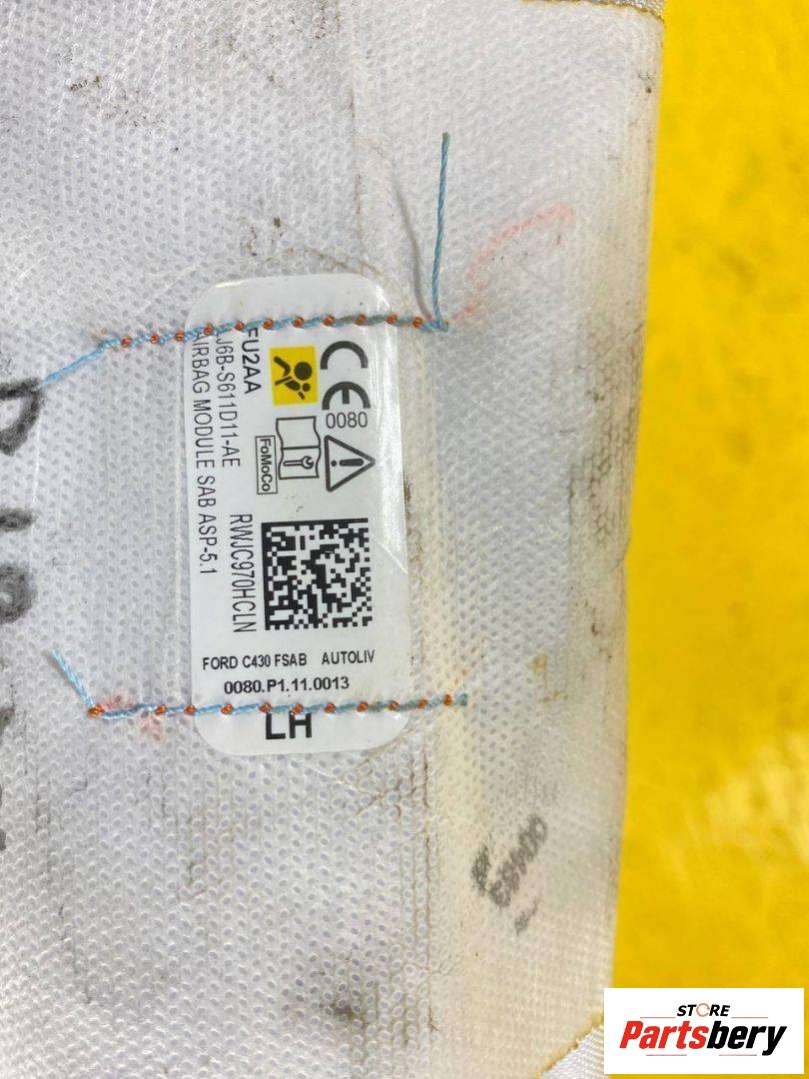 FU2AA
J6B-S611D11-AE
AIRBAG MODULE SAB ASP-5.1
CE
0080
FoMoCo
RWJC970HCLN
FORD C430 FSAB AUTOLIV
0080.P1.11.0013
LH
STORE
Partsbery